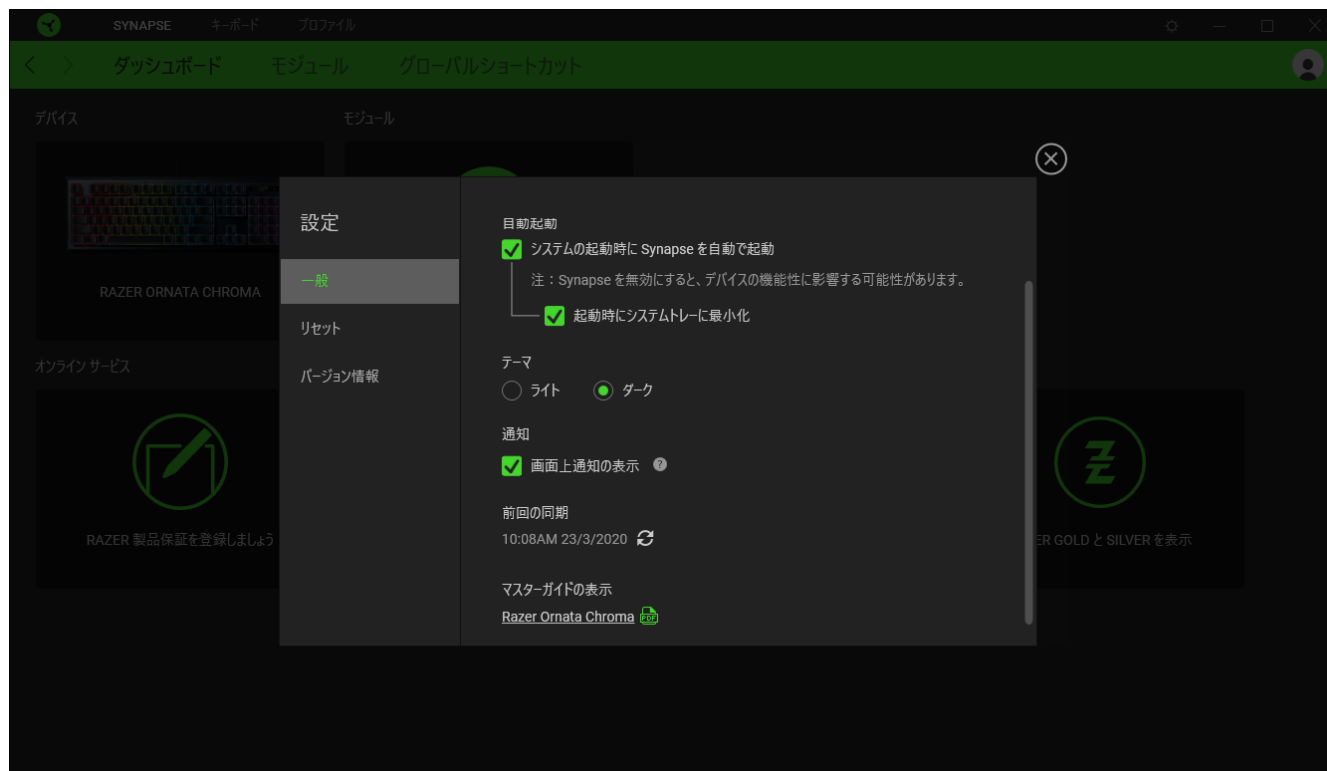 SYNAPSE
キーボード
プロファイル
ダッシュボード
モジュール
グローバルショートカット
デバイス
モジュール
RAZER ORNATA CHROMA
オンライン サービス
RAZER 製品保証を登録しましょう
ER GOLD と SILVER を表示
設定
一般
リセット
バージョン情報
自動起動
システムの起動時に Synapse を自動で起動
注：Synapse を無効にすると、デバイスの機能性に影響する可能性があります。
起動時にシステムトレーに最小化
テーマ
ライト
ダーク
通知
画面上通知の表示
前回の同期
10:08AM 23/3/2020
マスターガイドの表示
Razer Ornata Chroma
PDF